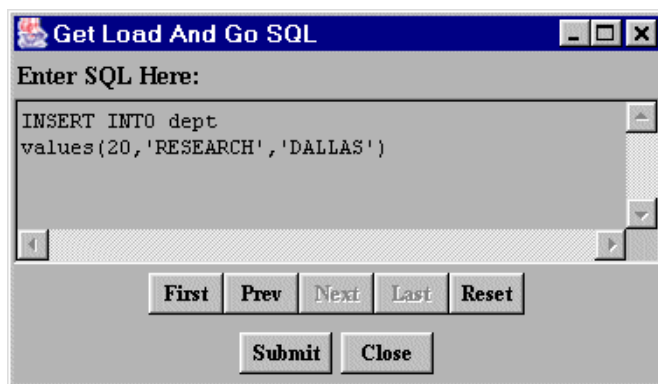 Get Load And Go SQL
Enter SQL Here:
INSERT INTO dept
values(20,'RESEARCH','DALLAS')
First Prev Next Last Reset
Submit Close